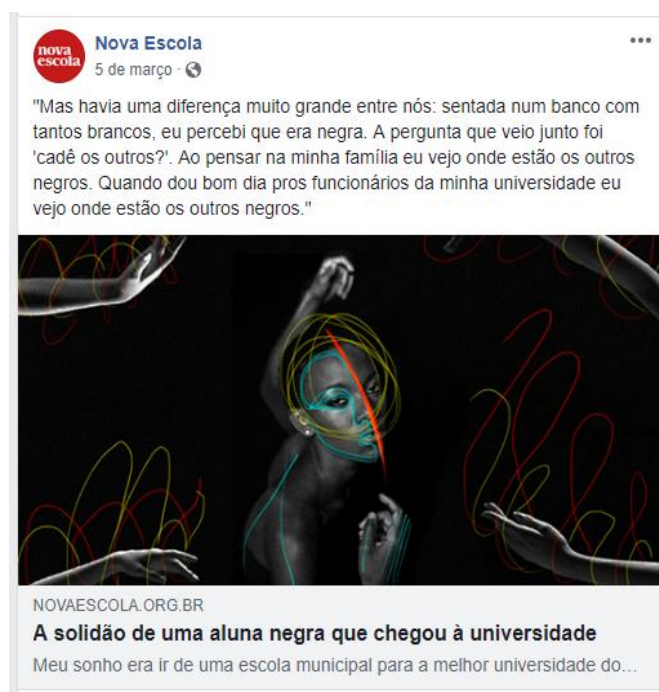 nova
escola
Nova Escola
5 de março ·
"Mas havia uma diferença muito grande entre nós: sentada num banco com
tantos brancos, eu percebi que era negra. A pergunta que veio junto foi
'cadê os outros?'. Ao pensar na minha família eu vejo onde estão os outros
negros. Quando dou bom dia pros funcionários da minha universidade eu
vejo onde estão os outros negros."
NOVAESCOLA.ORG.BR
A solidão de uma aluna negra que chegou à universidade
Meu sonho era ir de uma escola municipal para a melhor universidade do...